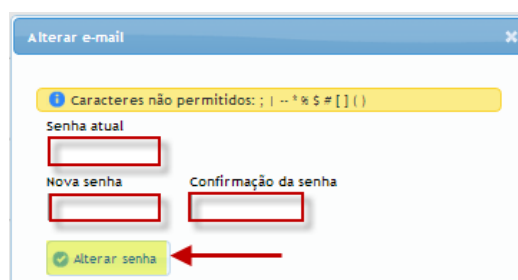 Alterar e-mail
Caracteres não permitidos: ; | -- * % $ # [ ] ( )
Senha atual
Nova senha Confirmação da senha
Alterar senha